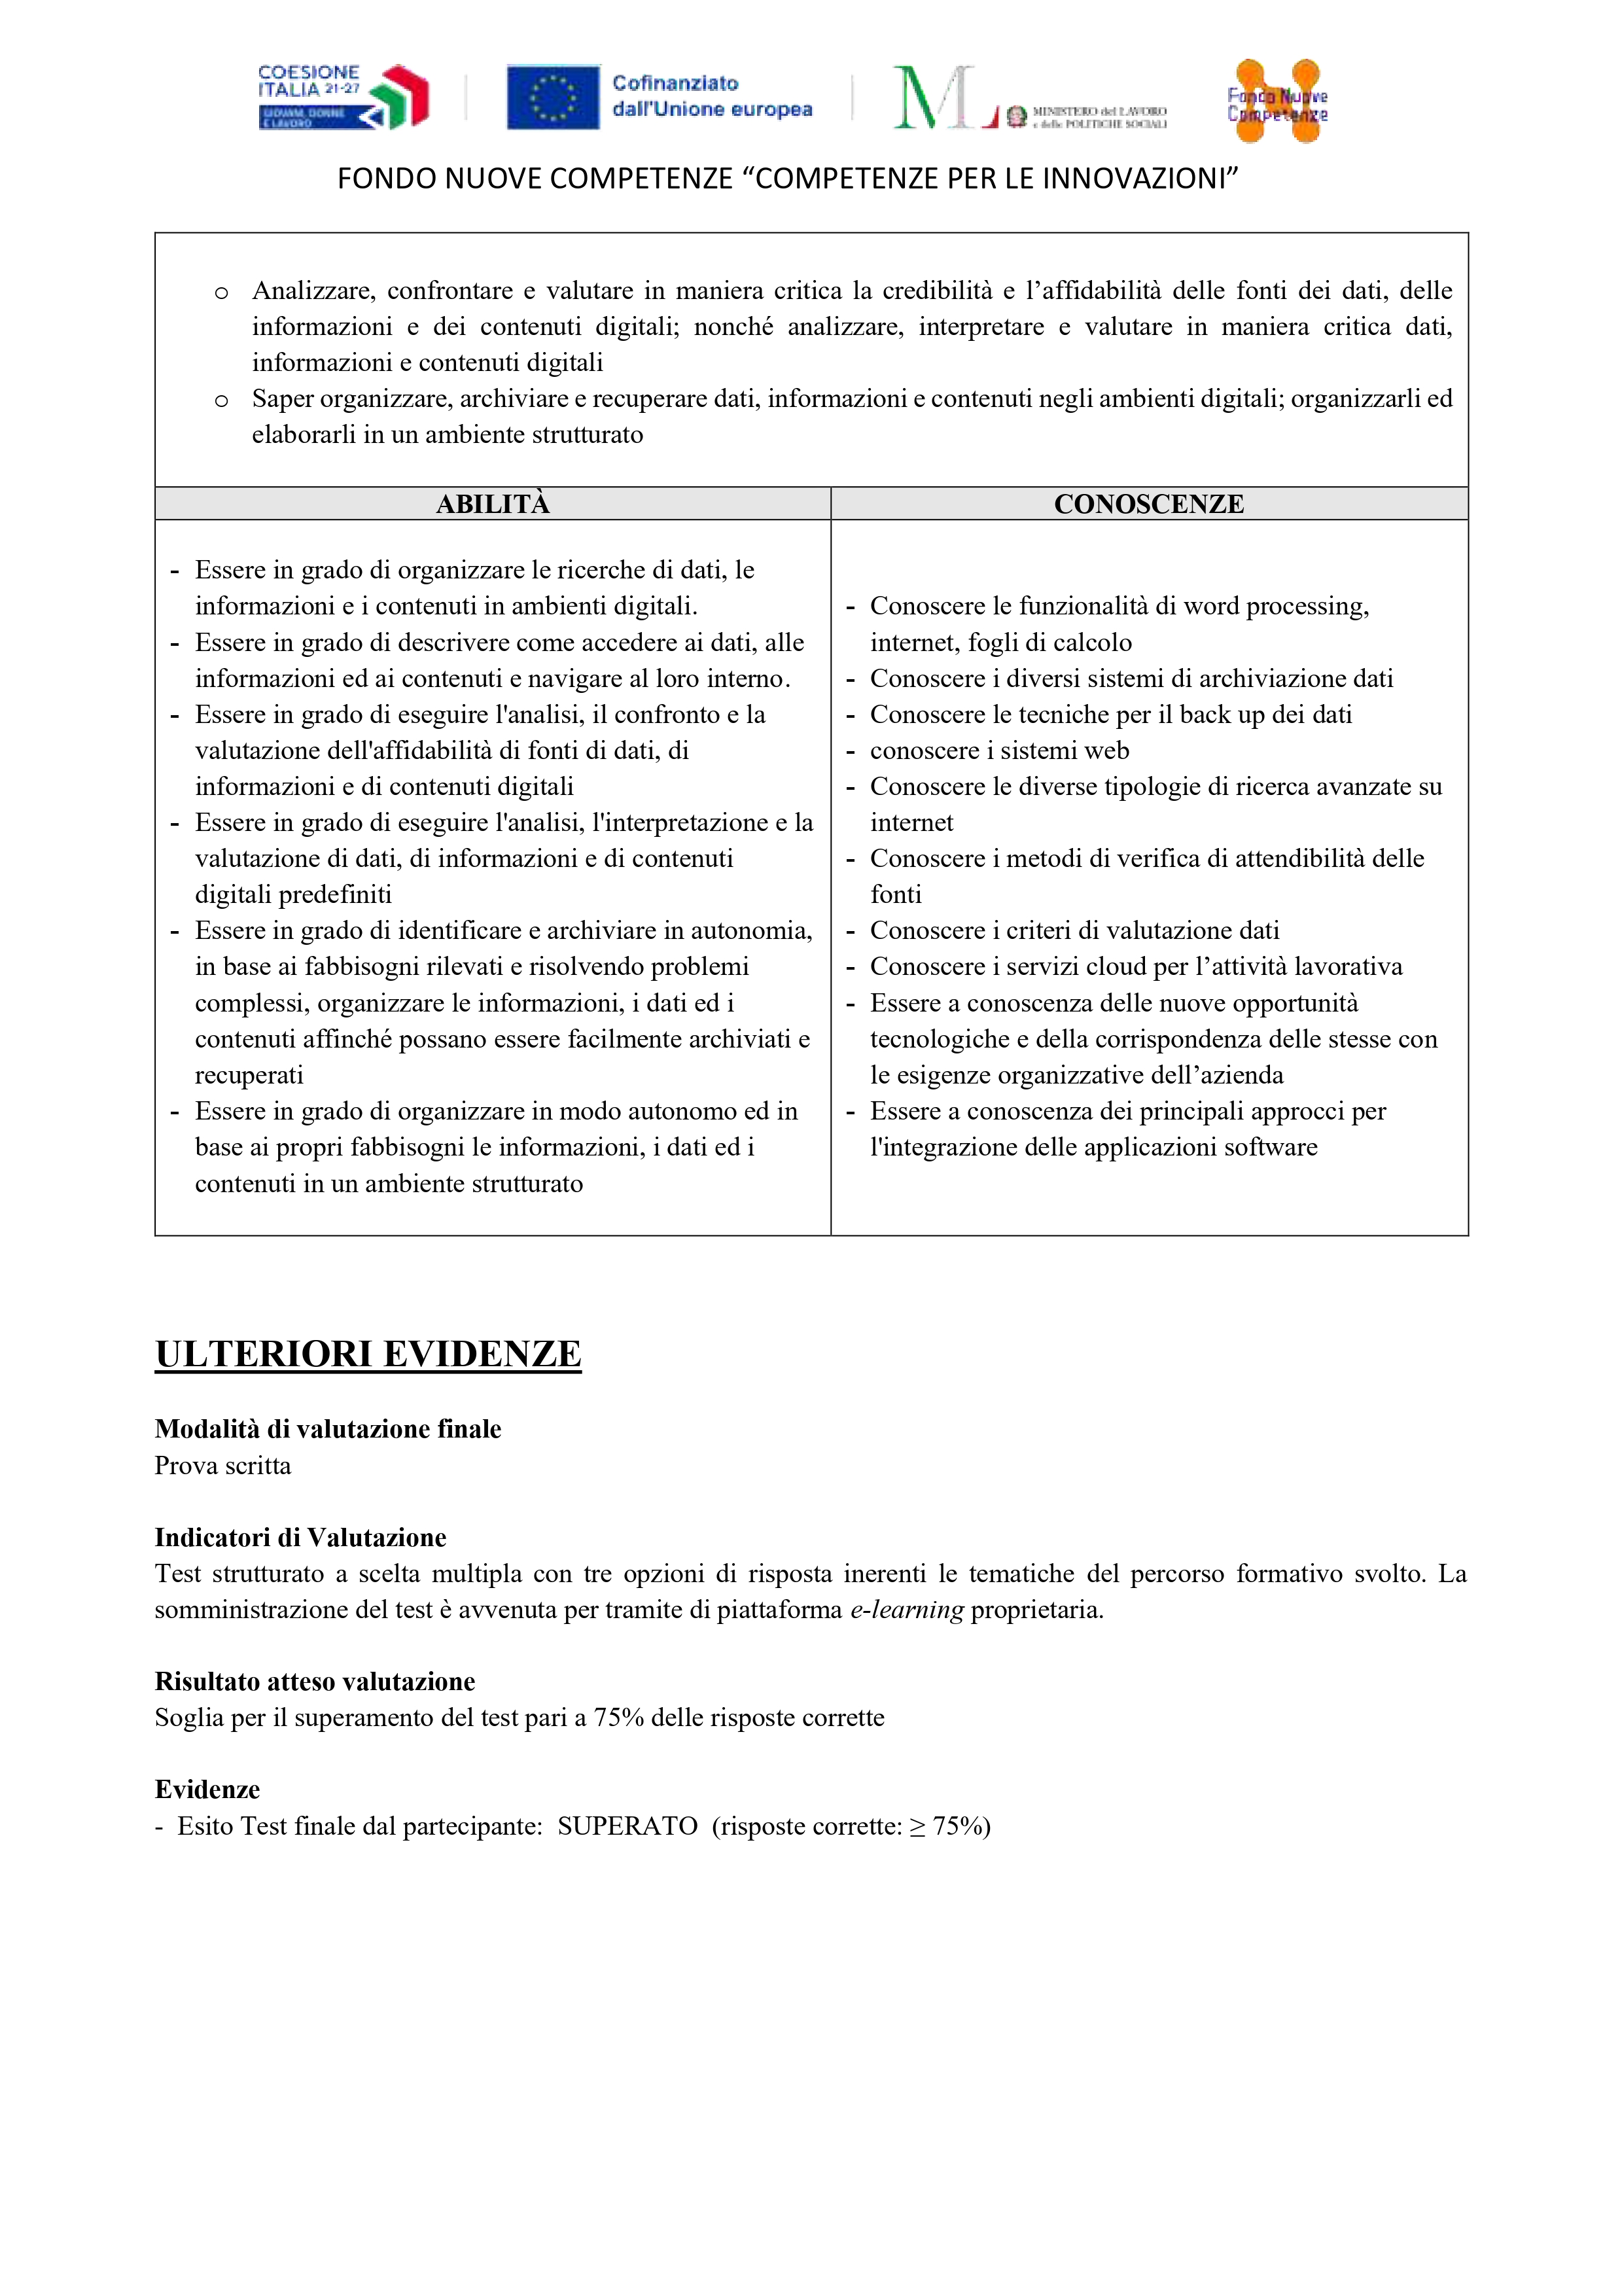 COESIONE
ITALIA 21-27
GIOVANI, DONNE
E LAVORO
Cofinanziato
dall'Unione europea
ML
MINISTERO del LAVORO
e delle POLITICHE SOCIALI
Fondo Nuove
Competenze
FONDO NUOVE COMPETENZE “COMPETENZE PER LE INNOVAZIONI”
o Analizzare, confrontare e valutare in maniera critica la credibilità e l’affidabilità delle fonti dei dati, delle
informazioni e dei contenuti digitali; nonché analizzare, interpretare e valutare in maniera critica dati,
informazioni e contenuti digitali
o Saper organizzare, archiviare e recuperare dati, informazioni e contenuti negli ambienti digitali; organizzarli ed
elaborarli in un ambiente strutturato
ABILITÀ
- Essere in grado di organizzare le ricerche di dati, le
informazioni e i contenuti in ambienti digitali.
- Essere in grado di descrivere come accedere ai dati, alle
informazioni ed ai contenuti e navigare al loro interno.
- Essere in grado di eseguire l'analisi, il confronto e la
valutazione dell'affidabilità di fonti di dati, di
informazioni e di contenuti digitali
- Essere in grado di eseguire l'analisi, l'interpretazione e la
valutazione di dati, di informazioni e di contenuti
digitali predefiniti
- Essere in grado di identificare e archiviare in autonomia,
in base ai fabbisogni rilevati e risolvendo problemi
complessi, organizzare le informazioni, i dati ed i
contenuti affinché possano essere facilmente archiviati e
recuperati
- Essere in grado di organizzare in modo autonomo ed in
base ai propri fabbisogni le informazioni, i dati ed i
contenuti in un ambiente strutturato
CONOSCENZE
- Conoscere le funzionalità di word processing,
internet, fogli di calcolo
- Conoscere i diversi sistemi di archiviazione dati
- Conoscere le tecniche per il back up dei dati
- conoscere i sistemi web
- Conoscere le diverse tipologie di ricerca avanzate su
internet
- Conoscere i metodi di verifica di attendibilità delle
fonti
- Conoscere i criteri di valutazione dati
- Conoscere i servizi cloud per l’attività lavorativa
- Essere a conoscenza delle nuove opportunità
tecnologiche e della corrispondenza delle stesse con
le esigenze organizzative dell’azienda
- Essere a conoscenza dei principali approcci per
l'integrazione delle applicazioni software
ULTERIORI EVIDENZE
Modalità di valutazione finale
Prova scritta
Indicatori di Valutazione
Test strutturato a scelta multipla con tre opzioni di risposta inerenti le tematiche del percorso formativo svolto. La
somministrazione del test è avvenuta per tramite di piattaforma e-learning proprietaria.
Risultato atteso valutazione
Soglia per il superamento del test pari a 75% delle risposte corrette
Evidenze
- Esito Test finale dal partecipante: SUPERATO (risposte corrette: ≥ 75%)